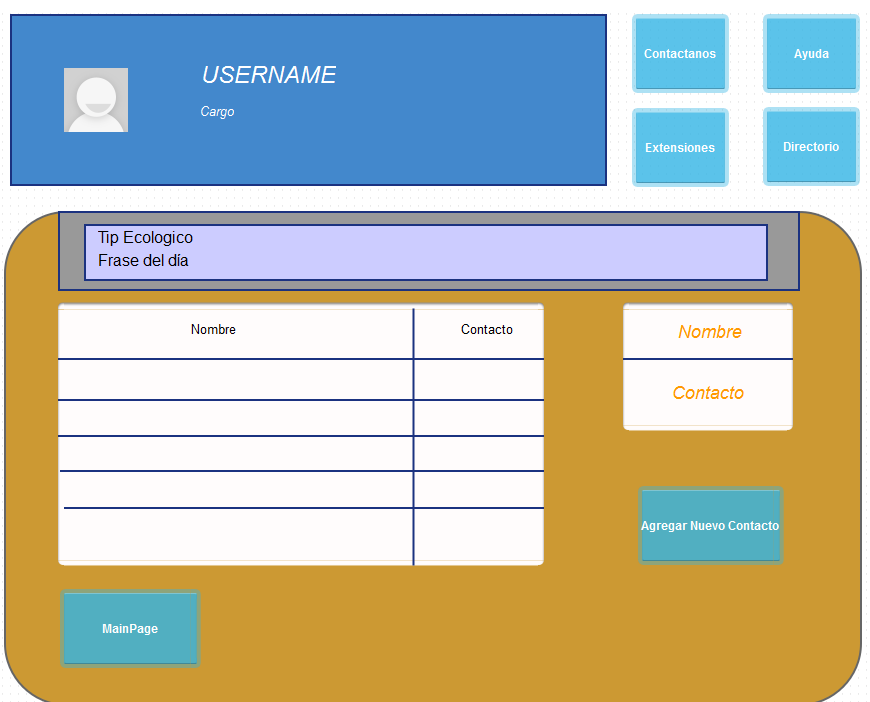 USERNAME
Cargo
Contactanos
Ayuda
Extensiones
Directorio
Tip Ecologico
Frase del día
Nombre
Contacto
Nombre
Contacto
Agregar Nuevo Contacto
MainPage